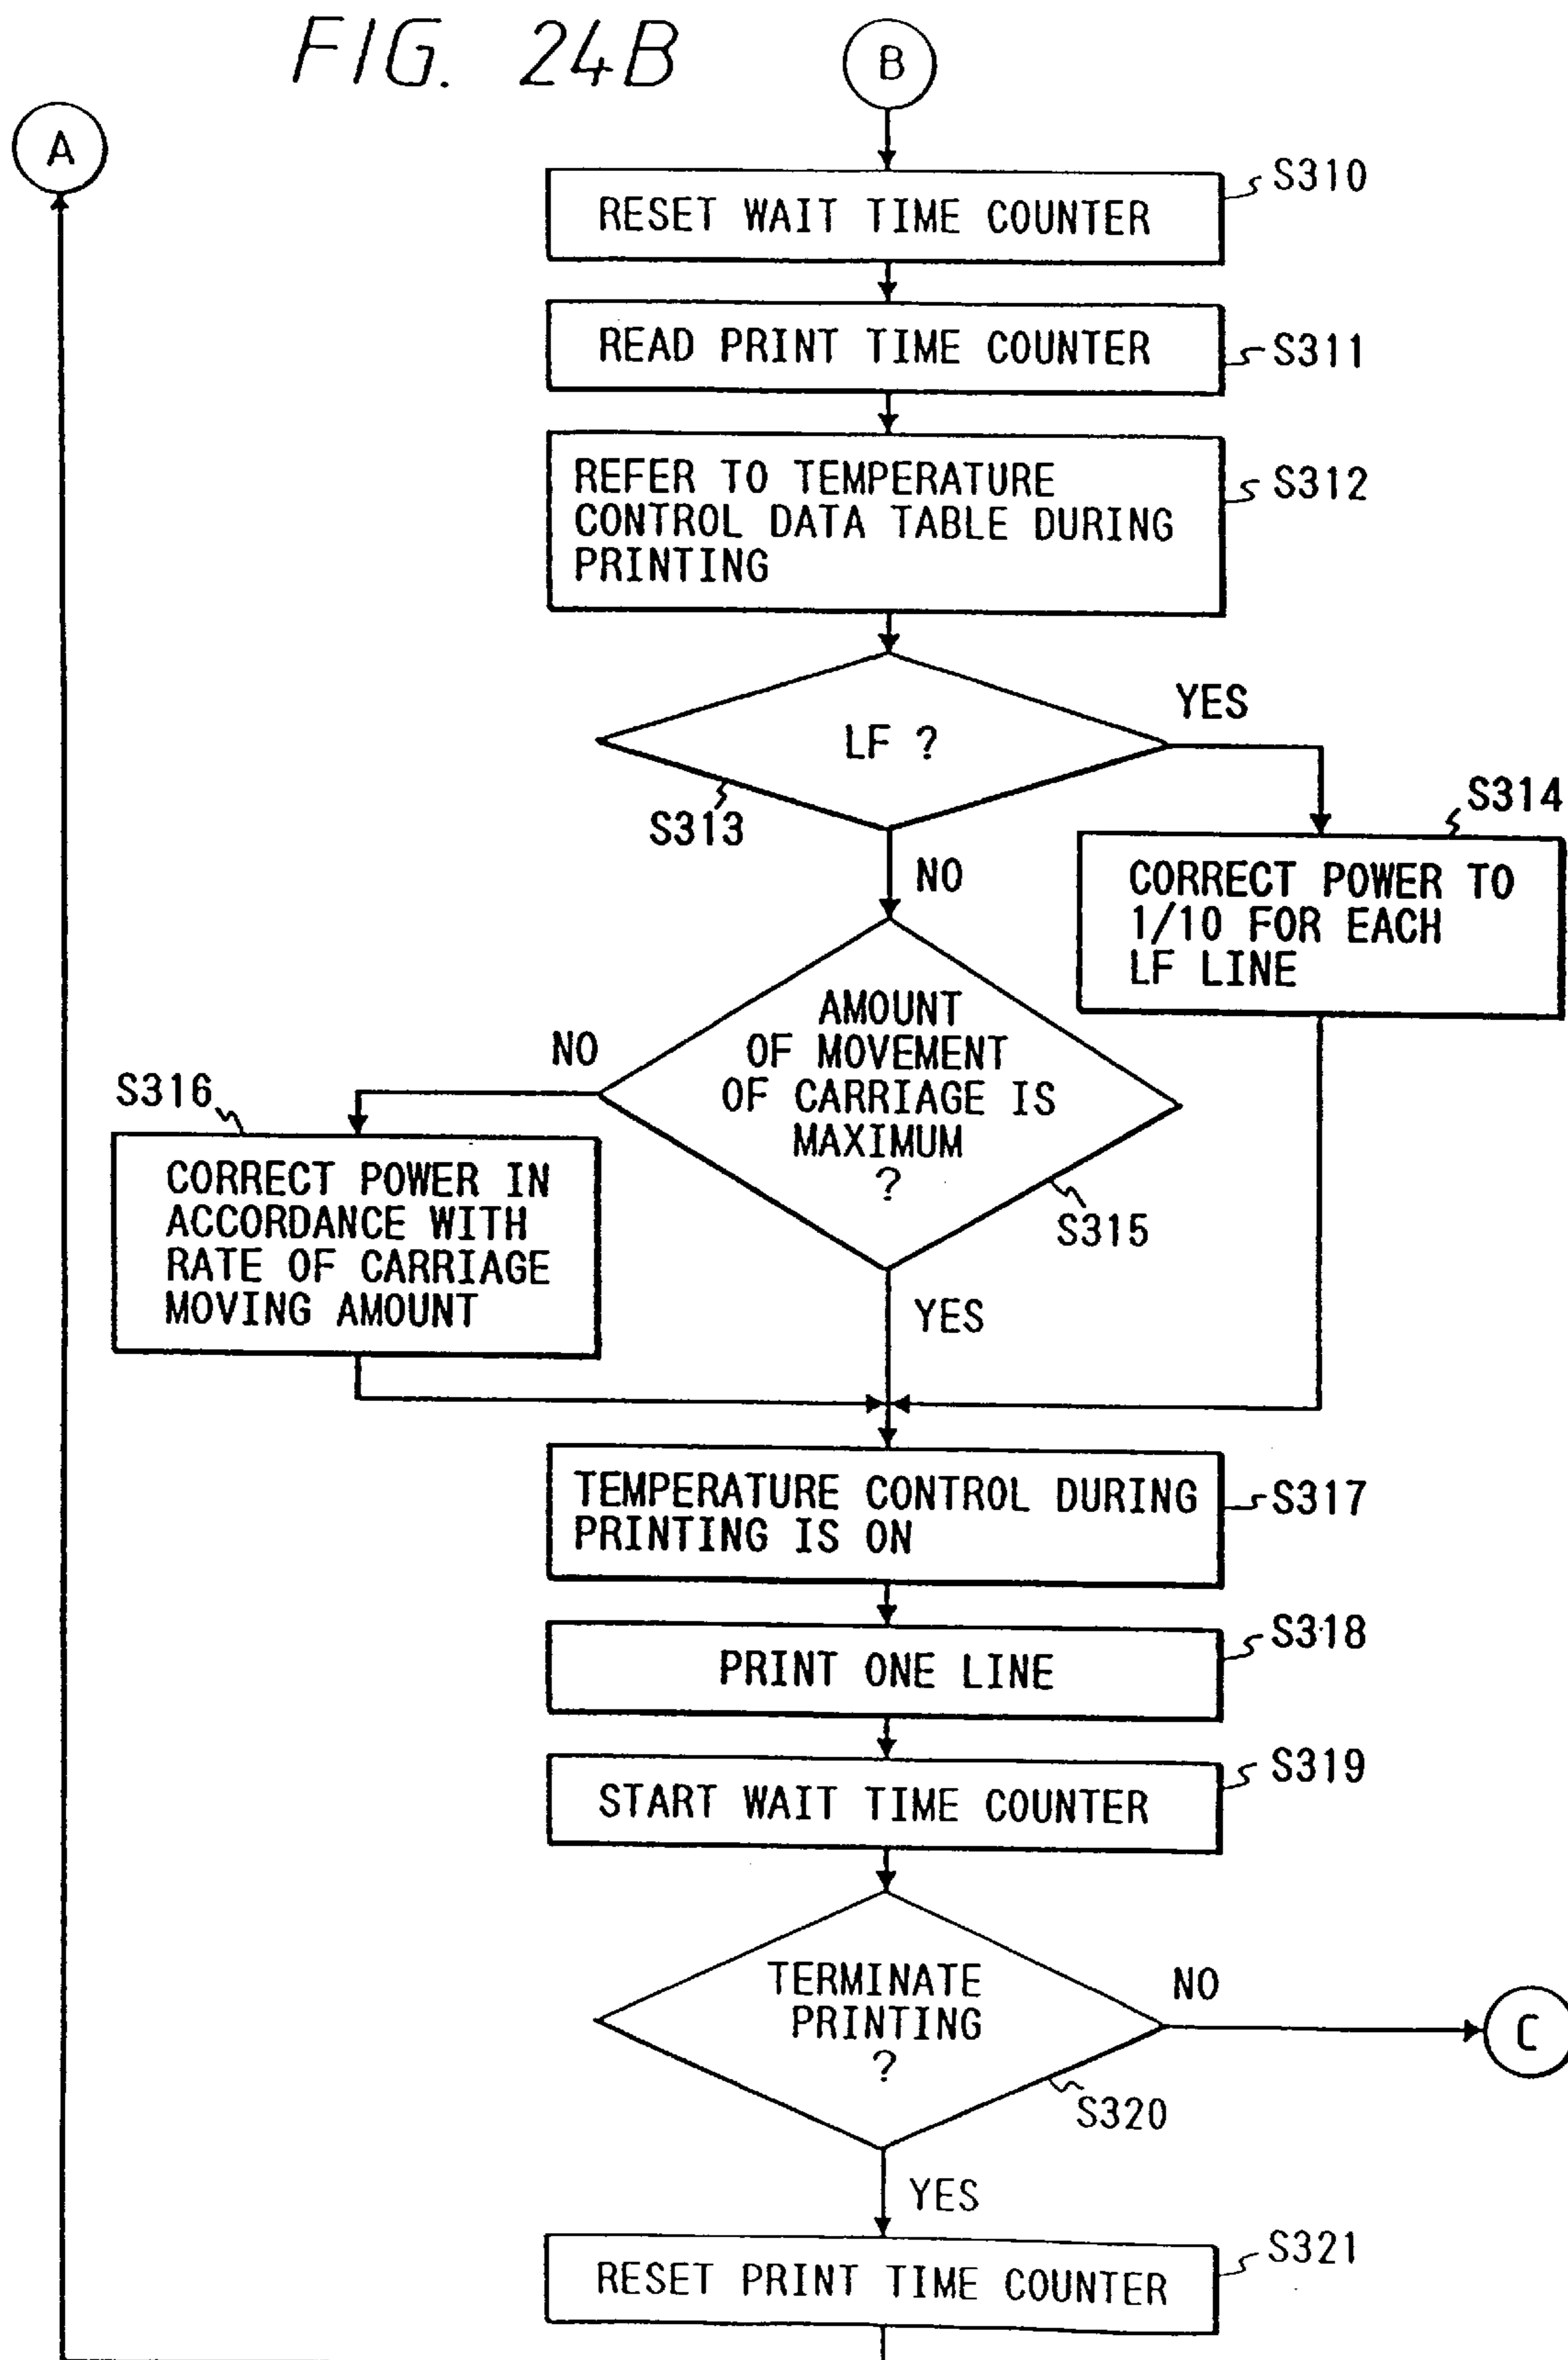 FIG. 24B
B
A
S310
RESET WAIT TIME COUNTER
READ PRINT TIME COUNTER
S311
REFER TO TEMPERATURE
CONTROL DATA TABLE DURING
PRINTING
S312
YES
LF ?
S313
S314
NO
CORRECT POWER TO
1/10 FOR EACH
LF LINE
AMOUNT
OF MOVEMENT
OF CARRIAGE IS
MAXIMUM
?
NO
S316
S315
CORRECT POWER IN
ACCORDANCE WITH
RATE OF CARRIAGE
MOVING AMOUNT
YES
TEMPERATURE CONTROL DURING
PRINTING IS ON
S317
S318
PRINT ONE LINE
S319
START WAIT TIME COUNTER
TERMINATE
PRINTING
?
NO
C
S320
YES
S321
RESET PRINT TIME COUNTER